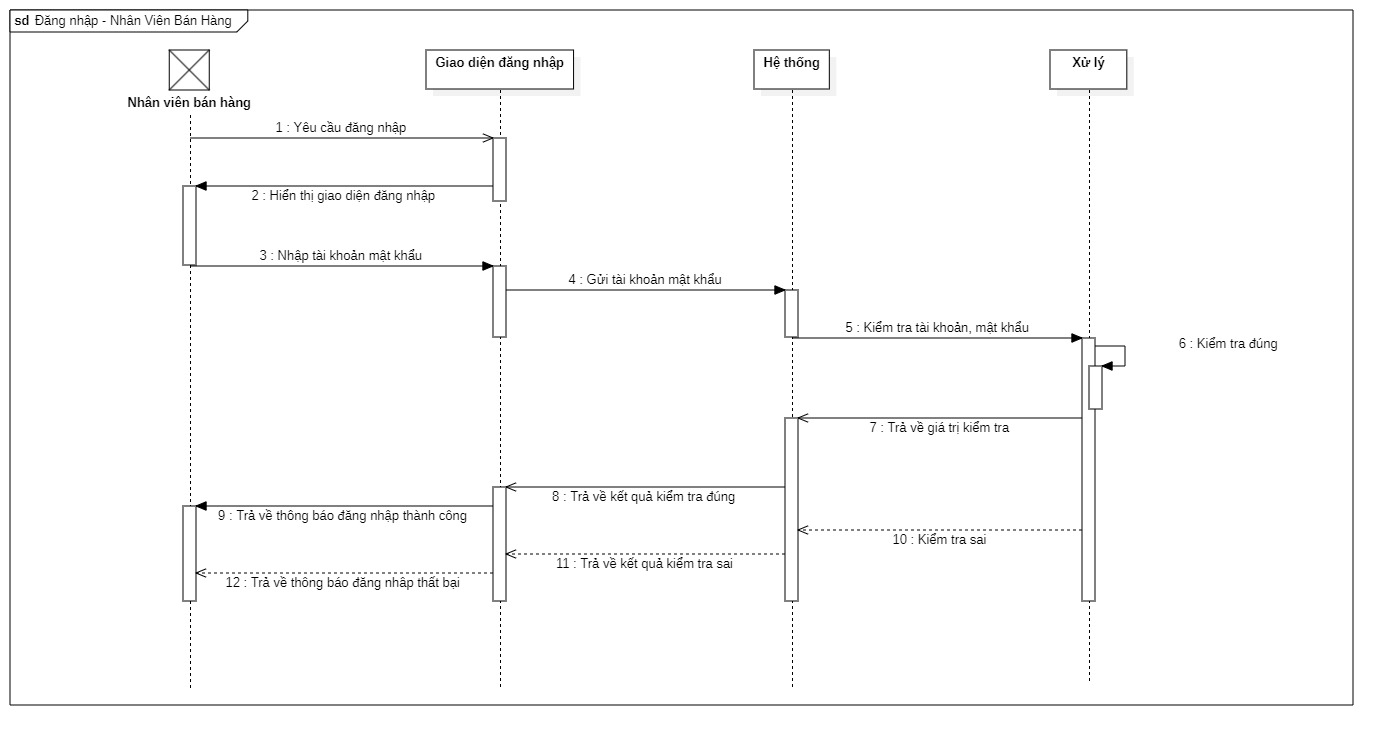 sd Đăng nhập - Nhân Viên Bán Hàng
Giao diện đăng nhập
Hệ thống
Xử lý
Nhân viên bán hàng
1 : Yêu cầu đăng nhập
2 : Hiển thị giao diện đăng nhập
3 : Nhập tài khoản mật khẩu
4 : Gửi tài khoản mật khẩu
5 : Kiểm tra tài khoản, mật khẩu
6 : Kiểm tra đúng
7 : Trả về giá trị kiểm tra
8 : Trả về kết quả kiểm tra đúng
9 : Trả về thông báo đăng nhập thành công
10 : Kiểm tra sai
11 : Trả về kết quả kiểm tra sai
12 : Trả về thông báo đăng nhâp thất bại